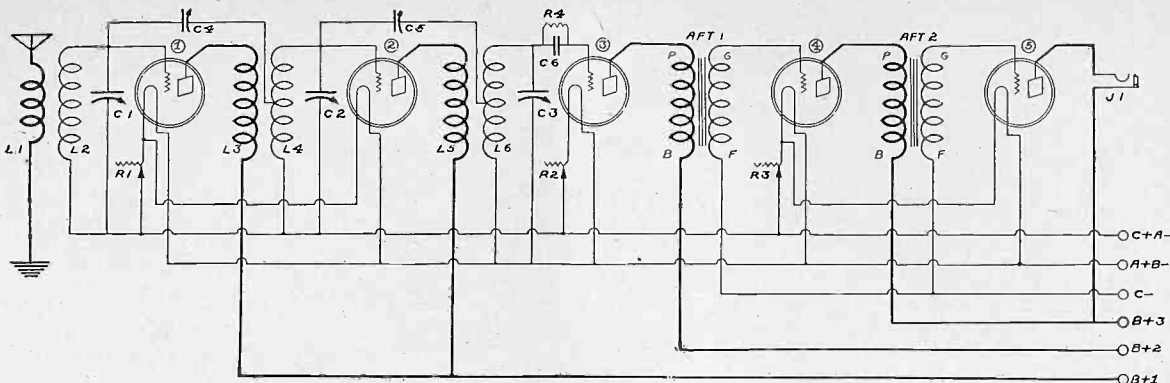 C4
C5
R4
① ② ③ AFT 1 ④ AFT 2 ⑤
P G P G
C6
C1 C2 C3 J1
L1 L2 L3 L4 L5 L6 B F B F
R1 R2 R3
C+A-
A+B-
C-
B+3
B+2
B+1